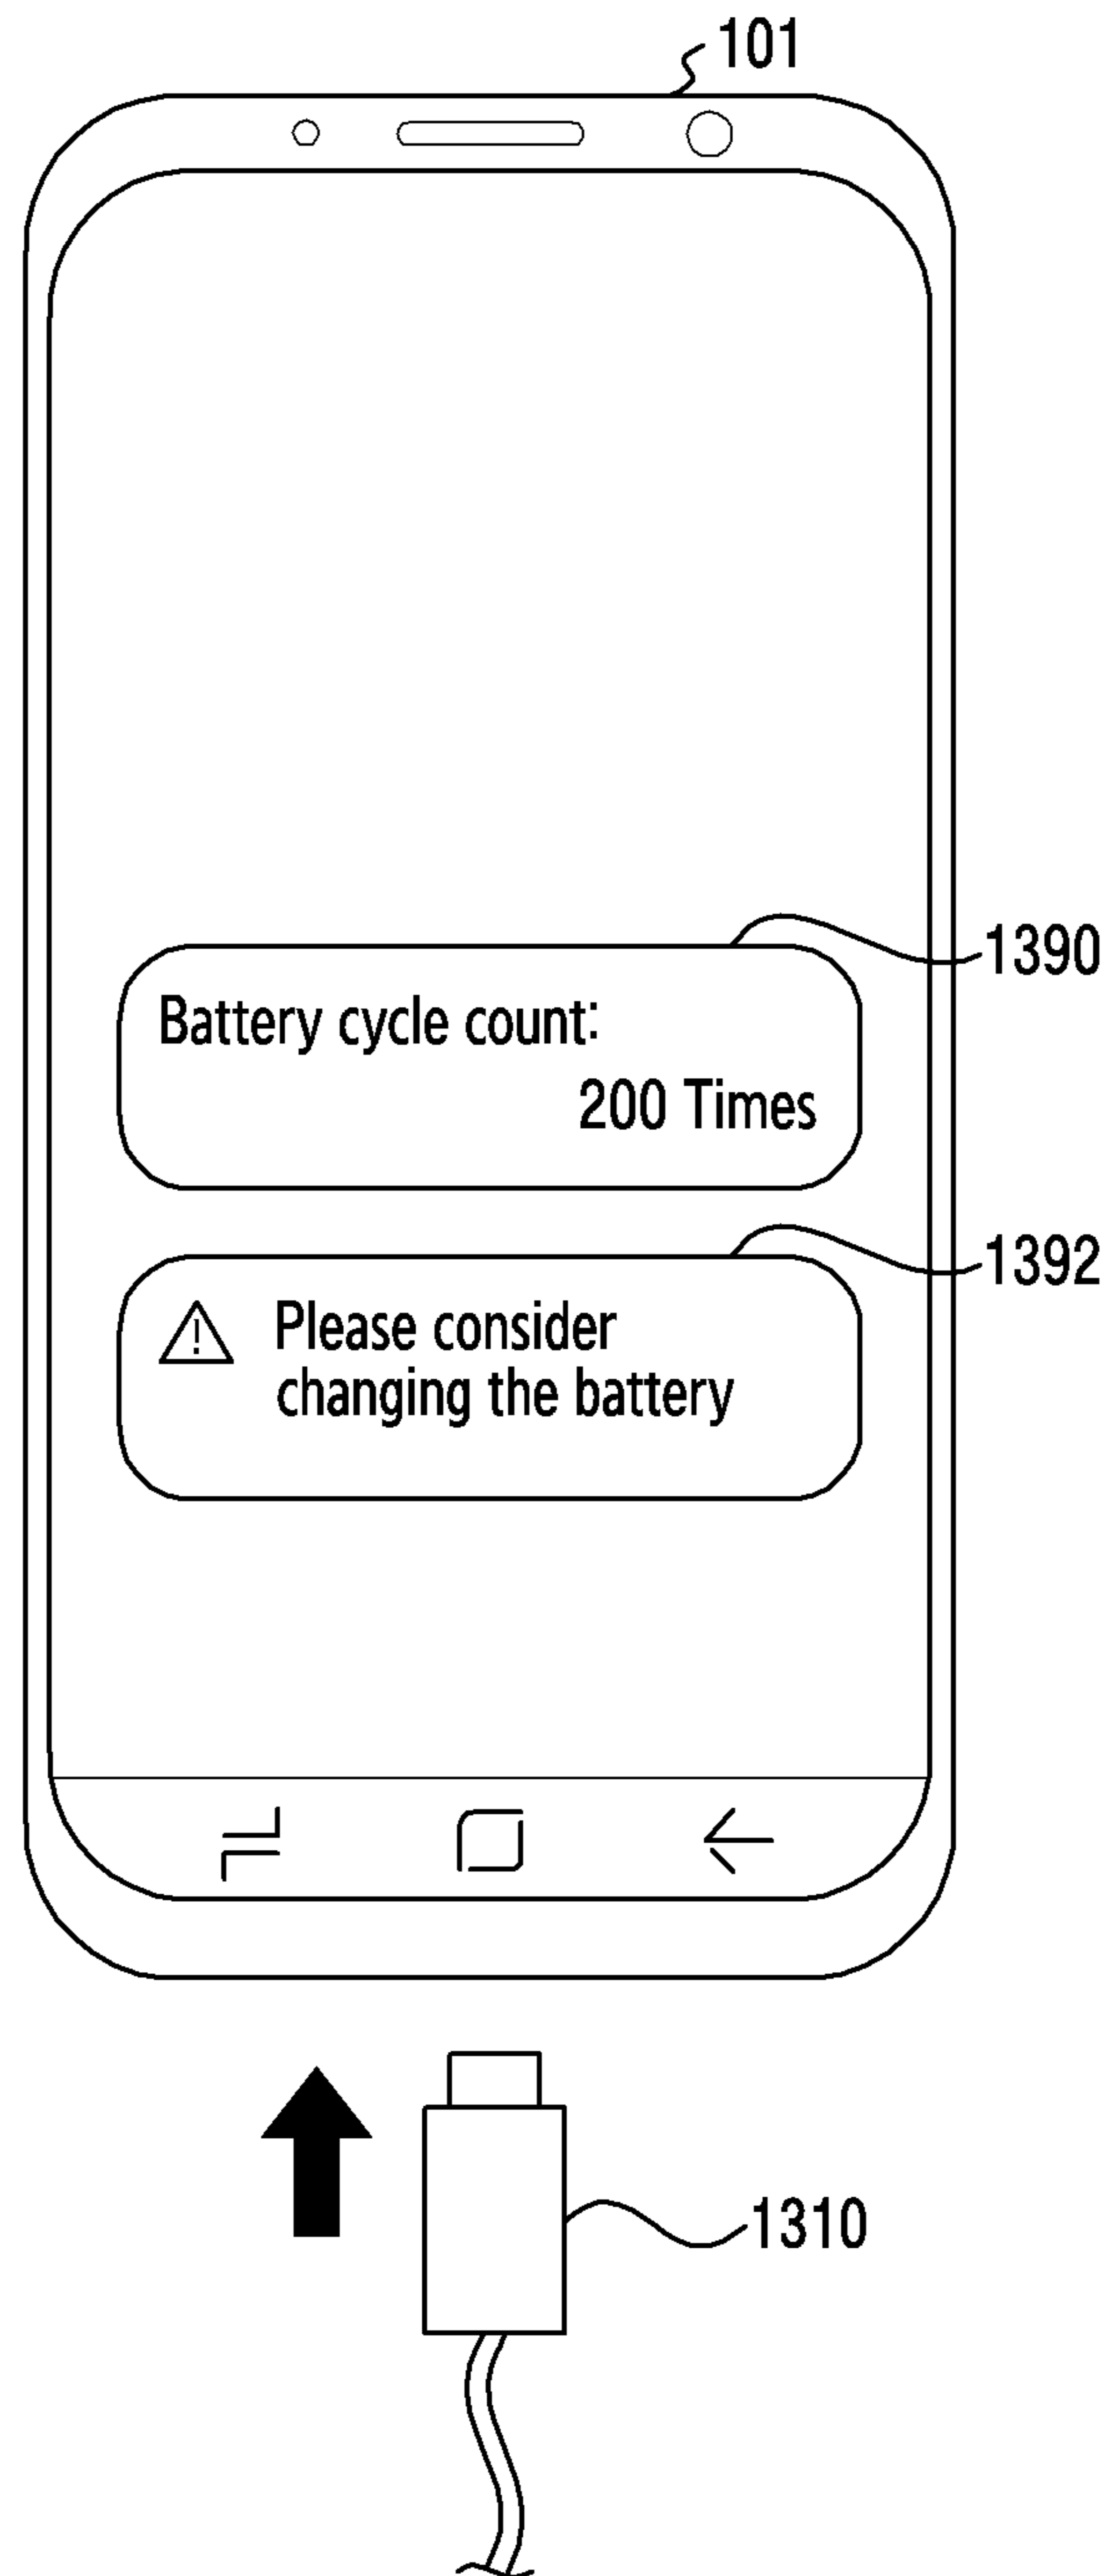 101
1390
Battery cycle count:
200 Times
1392
Please consider
changing the battery
1310